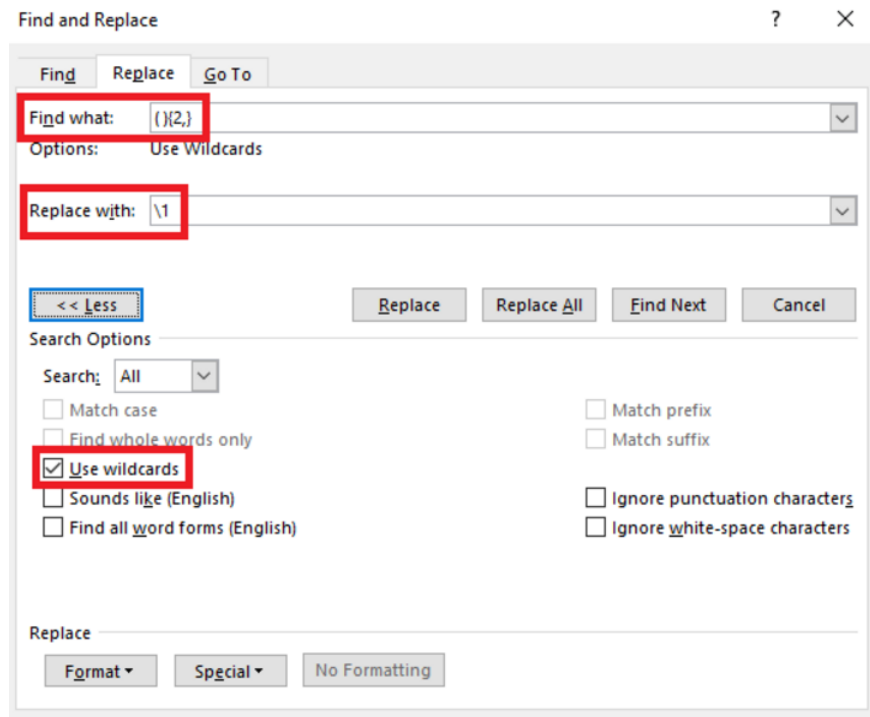 Find and Replace ? ×
Find Replace Go To
Find what: ( ){2,}
Options: Use Wildcards
Replace with: \1
<< Less Replace Replace All Find Next Cancel
Search Options
Search: All
Match case Match prefix
Find whole words only Match suffix
Use wildcards
Sounds like (English) Ignore punctuation characters
Find all word forms (English) Ignore white-space characters
Replace
Format Special No Formatting